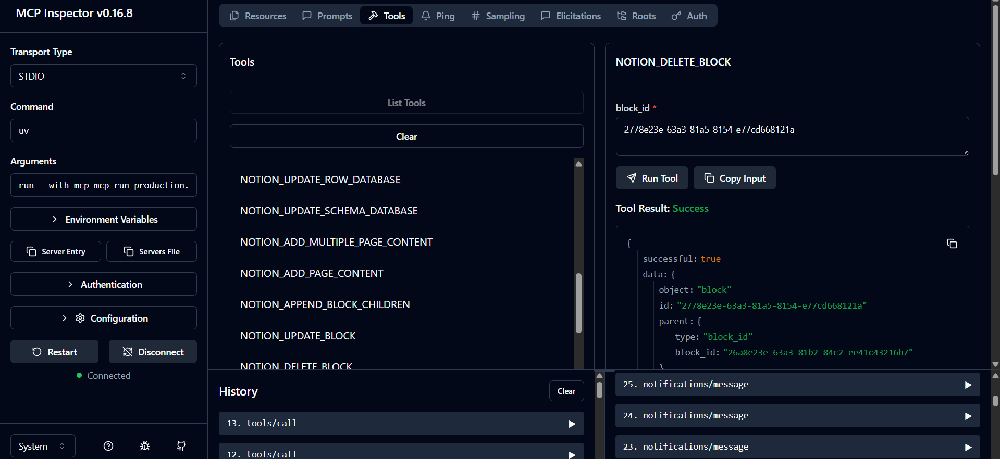 MCP Inspector v0.16.8
Transport Type
STDIO
Command
uv
Arguments
run --with mcp mcp run production.
Environment Variables
Server Entry
Servers File
Authentication
Configuration
Restart
Disconnect
Connected
System
Resources
Prompts
Tools
Ping
Sampling
Elicitations
Roots
Auth
Tools
List Tools
Clear
NOTION_UPDATE_ROW_DATABASE
NOTION_UPDATE_SCHEMA_DATABASE
NOTION_ADD_MULTIPLE_PAGE_CONTENT
NOTION_ADD_PAGE_CONTENT
NOTION_APPEND_BLOCK_CHILDREN
NOTION_UPDATE_BLOCK
NOTION_DELETE_BLOCK
NOTION_DELETE_BLOCK
block_id *
2778e23e-63a3-81a5-8154-e77cd668121a
Run Tool
Copy Input
Tool Result: Success
{
successful: true
data: {
object: "block"
id: "2778e23e-63a3-81a5-8154-e77cd668121a"
parent: {
type: "block_id"
block_id: "26a8e23e-63a3-81b2-84c2-ee41c43216b7"
}
History
Clear
13. tools/call
12. tools/call
25. notifications/message
24. notifications/message
23. notifications/message